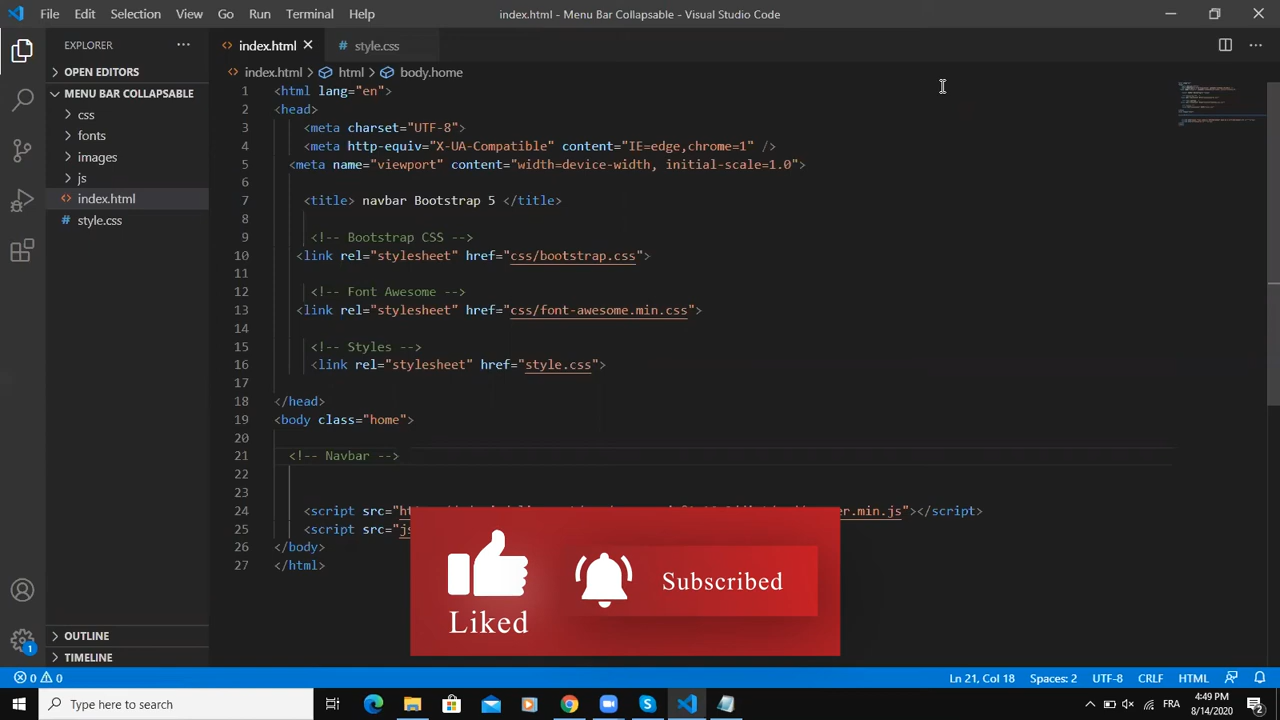 File Edit Selection View Go Run Terminal Help
index.html - Menu Bar Collapsable - Visual Studio Code
EXPLORER
index.html
style.css
OPEN EDITORS
index.html
html
body.home
MENU BAR COLLAPSABLE
css
fonts
images
js
index.html
style.css
1 <html lang="en">
2 <head>
3 <meta charset="UTF-8">
4 <meta http-equiv="X-UA-Compatible" content="IE=edge,chrome=1" />
5 <meta name="viewport" content="width=device-width, initial-scale=1.0">
6
7 <title> navbar Bootstrap 5 </title>
8
9 <!-- Bootstrap CSS -->
10 <link rel="stylesheet" href="css/bootstrap.css">
11
12 <!-- Font Awesome -->
13 <link rel="stylesheet" href="css/font-awesome.min.css">
14
15 <!-- Styles -->
16 <link rel="stylesheet" href="style.css">
17
18 </head>
19 <body class="home">
20
21 <!-- Navbar -->
22
23
24 <script src="ht er.min.js"></script>
25 <script src="js
26 </body>
27 </html>
Liked
Subscribed
OUTLINE
TIMELINE
1
0 0
Ln 21, Col 18 Spaces: 2 UTF-8 CRLF HTML
Type here to search
FR
4:49 PM
8/14/2020
2